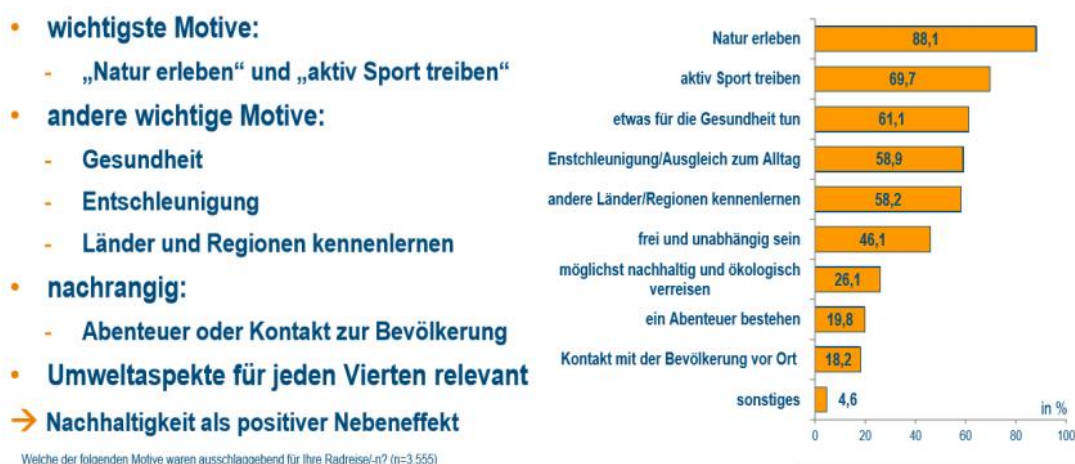 • wichtigste Motive:
- „Natur erleben“ und „aktiv Sport treiben“
• andere wichtige Motive:
- Gesundheit
- Entschleunigung
- Länder und Regionen kennenlernen
• nachrangig:
- Abenteuer oder Kontakt zur Bevölkerung
• Umweltaspekte für jeden Vierten relevant
→ Nachhaltigkeit als positiver Nebeneffekt
Welche der folgenden Motive waren ausschlaggebend für Ihre Radreise/-n? (n=3.555)
Natur erleben 88,1
aktiv Sport treiben 69,7
etwas für die Gesundheit tun 61,1
Enstchleunigung/Ausgleich zum Alltag 58,9
andere Länder/Regionen kennenlernen 58,2
frei und unabhängig sein 46,1
möglichst nachhaltig und ökologisch
verreisen 26,1
ein Abenteuer bestehen 19,8
Kontakt mit der Bevölkerung vor Ort 18,2
sonstiges 4,6
in %
0 20 40 60 80 100